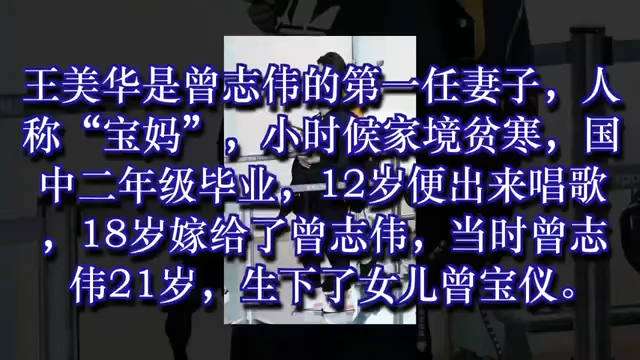 王美华是曾志伟的第一任妻子，人
称“宝妈”，小时候家境贫寒，国
中二年级毕业，12岁便出来唱歌
，18岁嫁给了曾志伟，当时曾志
伟21岁，生下了女儿曾宝仪。